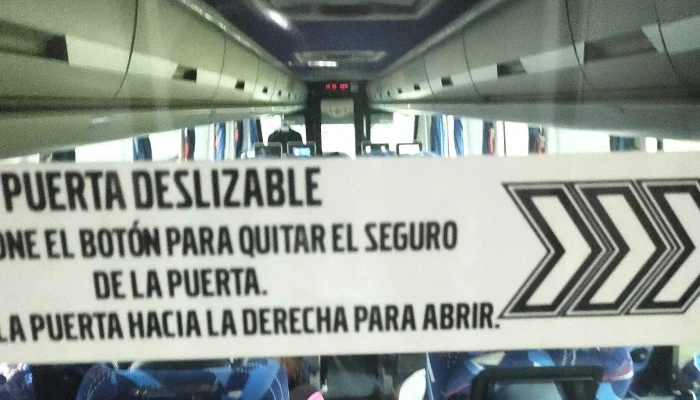 PUERTA DESLIZABLE
ONE EL BOTÓN PARA QUITAR EL SEGURO
DE LA PUERTA.
LA PUERTA HACIA LA DERECHA PARA ABRIR.